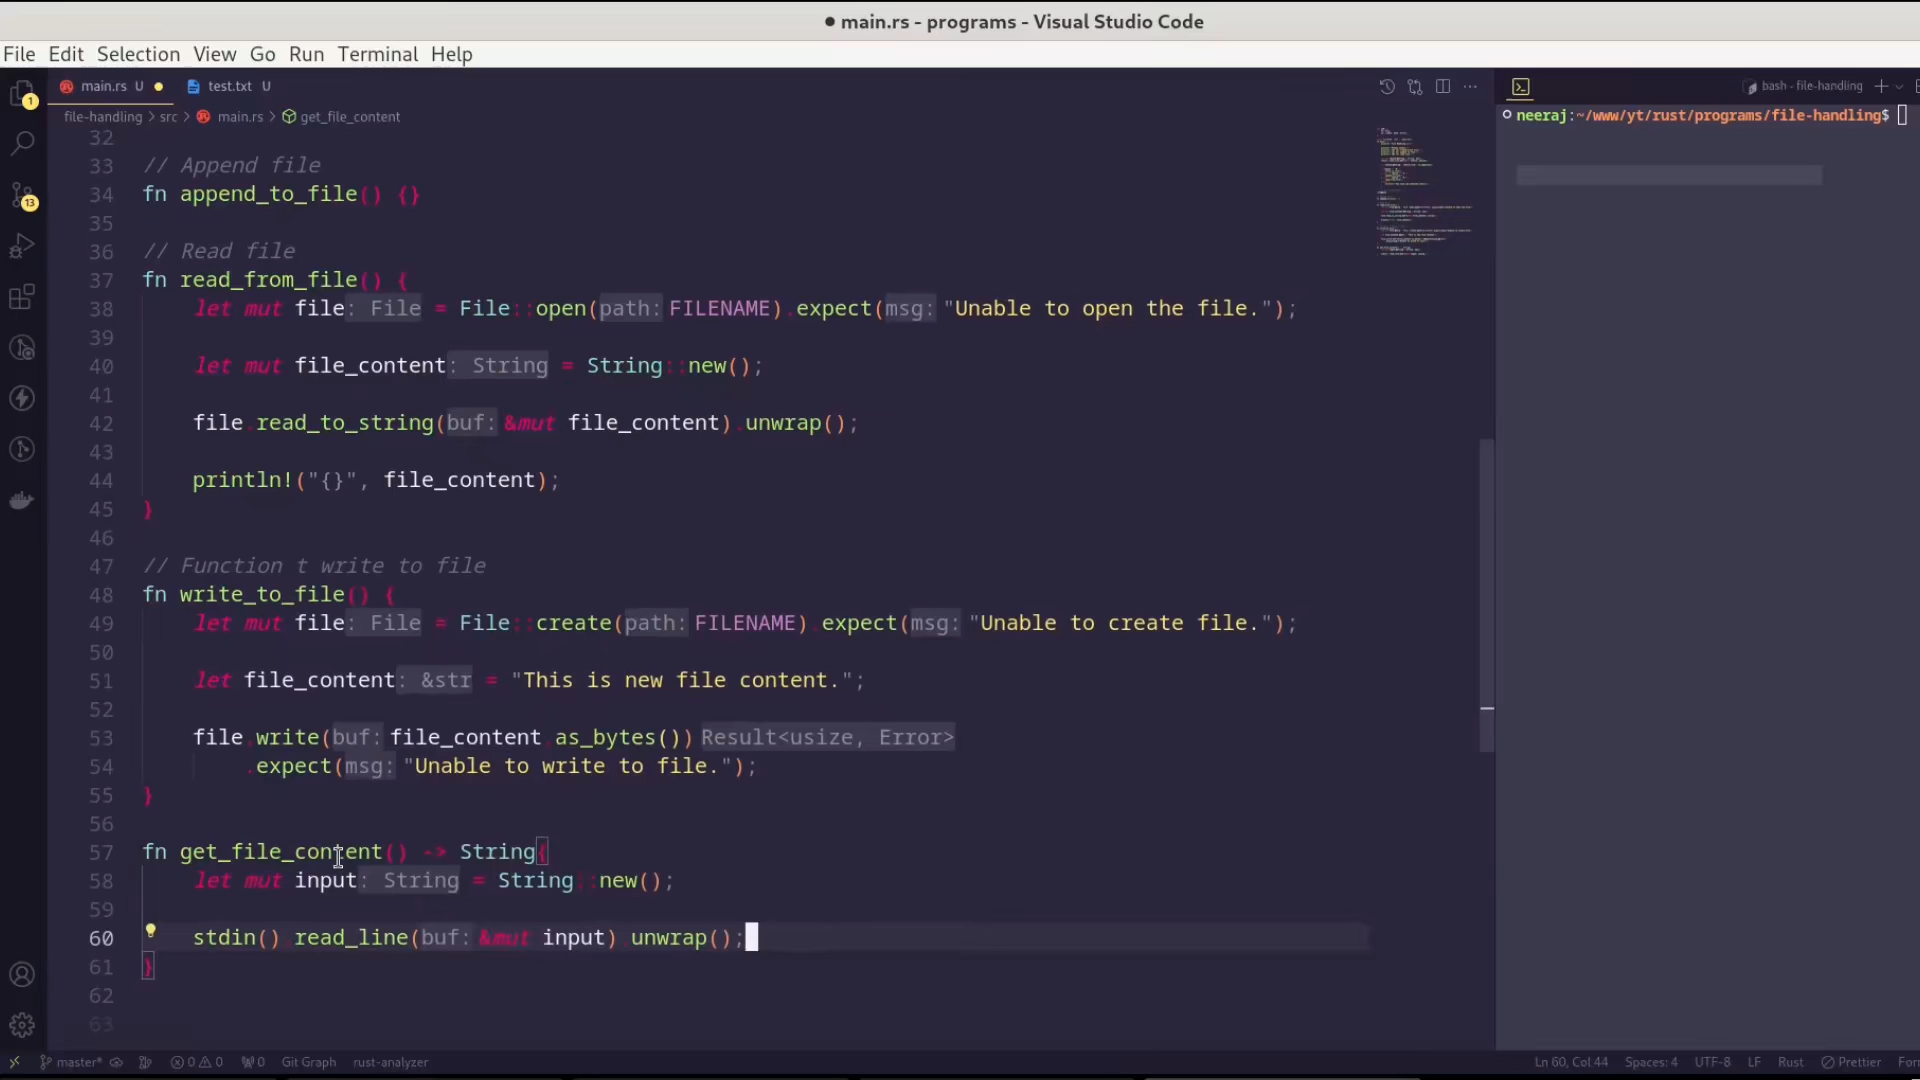 ● main.rs - programs - Visual Studio Code
File Edit Selection View Go Run Terminal Help
main.rs U ● test.txt U
bash - file-handling
file-handling > src > main.rs > get_file_content
neeraj:~/www/yt/rust/programs/file-handling$
32
33 // Append file
34 fn append_to_file() {}
35
36 // Read file
37 fn read_from_file() {
38 let mut file: File = File::open(path: FILENAME).expect(msg: "Unable to open the file.");
39
40 let mut file_content: String = String::new();
41
42 file.read_to_string(buf: &mut file_content).unwrap();
43
44 println!("{}", file_content);
45 }
46
47 // Function t write to file
48 fn write_to_file() {
49 let mut file: File = File::create(path: FILENAME).expect(msg: "Unable to create file.");
50
51 let file_content: &str = "This is new file content.";
52
53 file.write(buf: file_content.as_bytes()) Result<usize, Error>
54 .expect(msg: "Unable to write to file.");
55 }
56
57 fn get_file_content() -> String{
58 let mut input: String = String::new();
59
60 stdin().read_line(buf: &mut input).unwrap();
61 }
62
63
1
13
master* 0 0 0 Git Graph rust-analyzer
Ln 60, Col 44 Spaces: 4 UTF-8 LF Rust Prettier